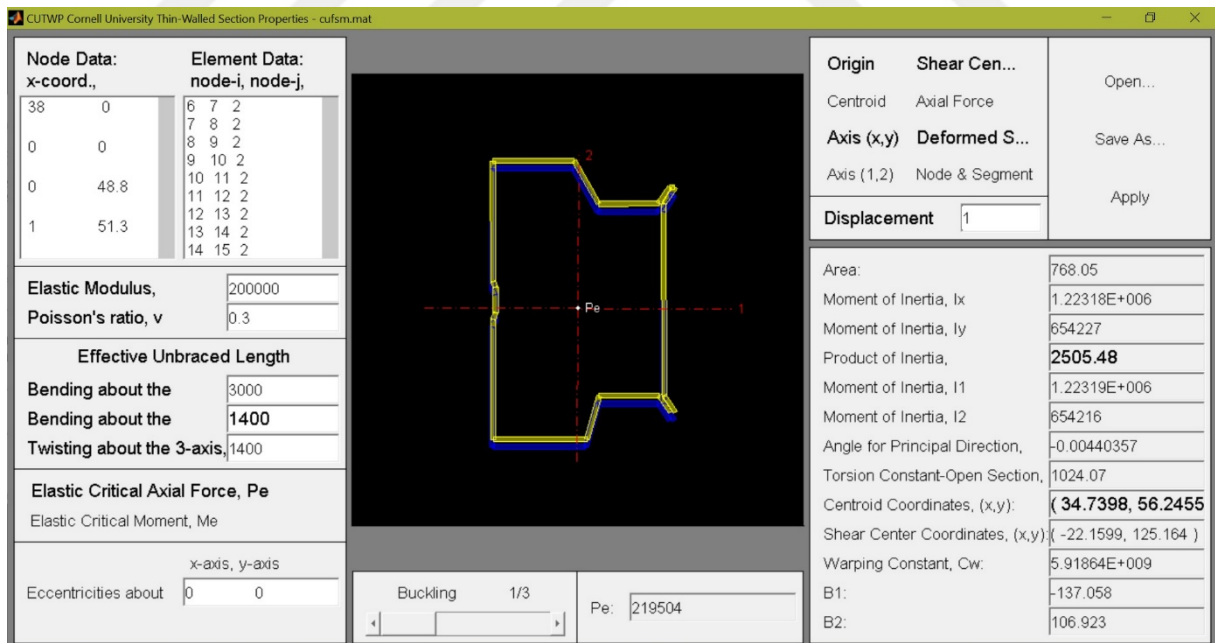 CUTWP Cornell University Thin-Walled Section Properties - cufsm.mat
Node Data:
x-coord.,
38 0
0 0
0 48.8
1 51.3
Element Data:
node-i, node-j,
6 7 2
7 8 2
8 9 2
9 10 2
10 11 2
11 12 2
12 13 2
13 14 2
14 15 2
Elastic Modulus, 200000
Poisson's ratio, v 0.3
Effective Unbraced Length
Bending about the 3000
Bending about the 1400
Twisting about the 3-axis, 1400
Elastic Critical Axial Force, Pe
Elastic Critical Moment, Me
x-axis, y-axis
Eccentricities about 0 0
2
Pe
1
Buckling 1/3
Pe: 219504
Origin Shear Cen...
Centroid Axial Force
Axis (x,y) Deformed S...
Axis (1,2) Node & Segment
Displacement 1
Open...
Save As...
Apply
Area: 768.05
Moment of Inertia, Ix 1.22318E+006
Moment of Inertia, Iy 654227
Product of Inertia, 2505.48
Moment of Inertia, I1 1.22319E+006
Moment of Inertia, I2 654216
Angle for Principal Direction, -0.00440357
Torsion Constant-Open Section, 1024.07
Centroid Coordinates, (x,y): ( 34.7398, 56.2455
Shear Center Coordinates, (x,y): ( -22.1599, 125.164 )
Warping Constant, Cw: 5.91864E+009
B1: -137.058
B2: 106.923